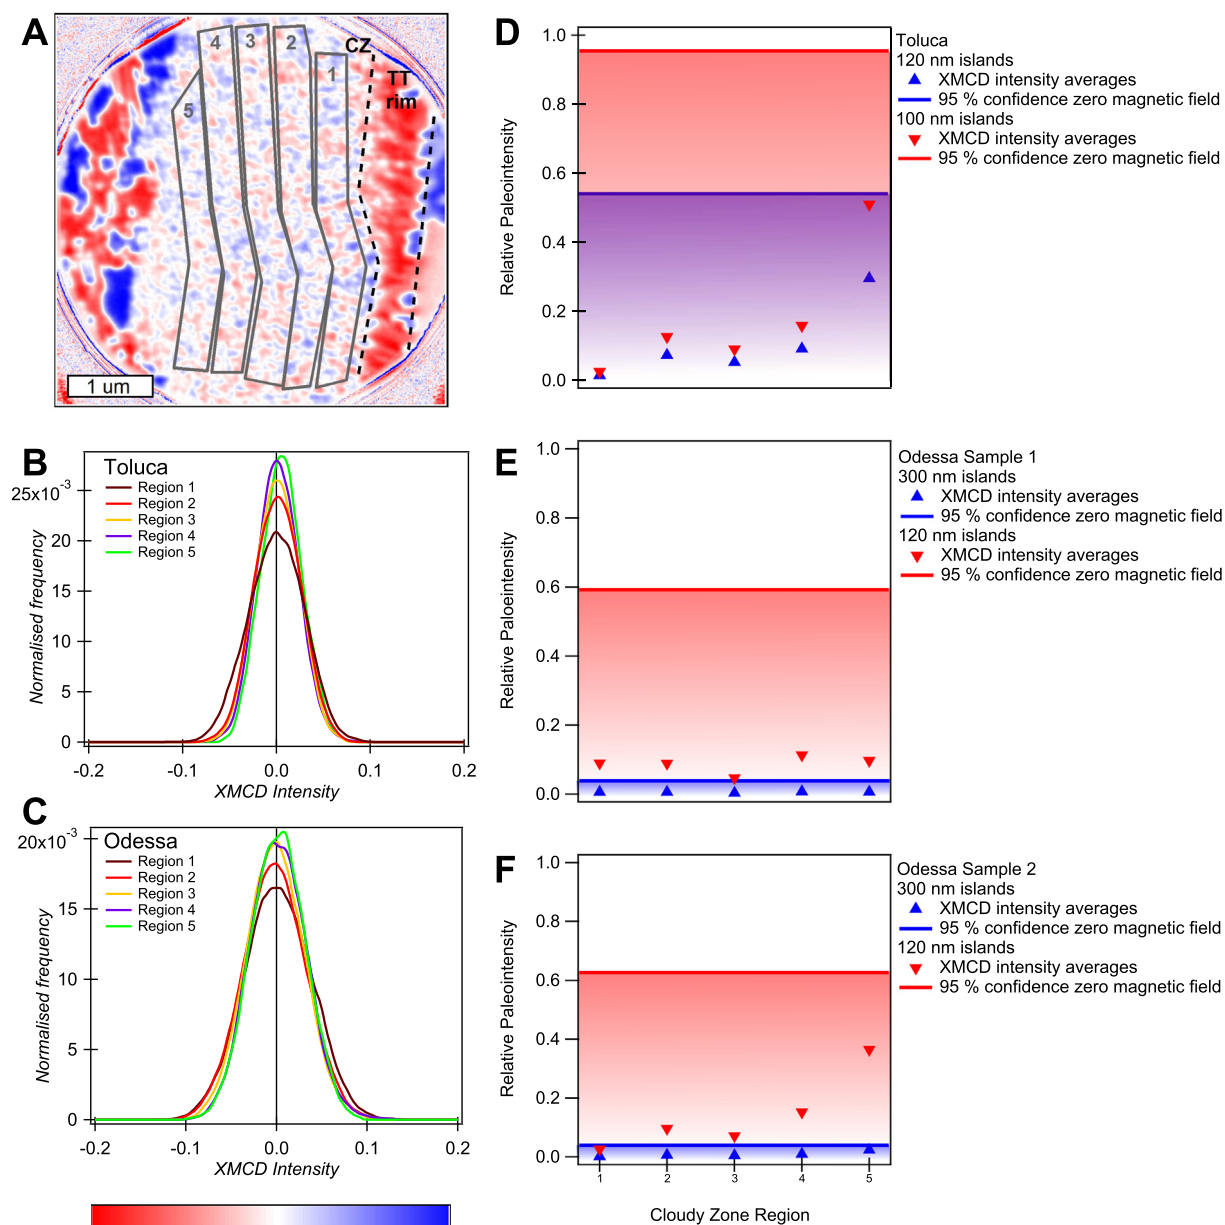 A
4
3
2
1
5
CZ
TT
rim
1 um
B
Toluca
Region 1
Region 2
Region 3
Region 4
Region 5
25x10-3
20
15
10
5
0
Normalised frequency
-0.2
-0.1
0.0
0.1
0.2
XMCD Intensity
C
Odessa
Region 1
Region 2
Region 3
Region 4
Region 5
20x10-3
15
10
5
0
Normalised frequency
-0.2
-0.1
0.0
0.1
0.2
XMCD Intensity
D
1.0
0.8
0.6
0.4
0.2
0.0
Relative Paleointensity
Toluca
120 nm islands
XMCD intensity averages
95 % confidence zero magnetic field
100 nm islands
XMCD intensity averages
95 % confidence zero magnetic field
E
1.0
0.8
0.6
0.4
0.2
0.0
Relative Paloeintensity
Odessa Sample 1
300 nm islands
XMCD intensity averages
95 % confidence zero magnetic field
120 nm islands
XMCD intensity averages
95 % confidence zero magnetic field
F
1.0
0.8
0.6
0.4
0.2
0.0
Relative Paleointensity
Odessa Sample 2
300 nm islands
XMCD intensity averages
95 % confidence zero magnetic field
120 nm islands
XMCD intensity averages
95 % confidence zero magnetic field
1
2
3
4
5
Cloudy Zone Region